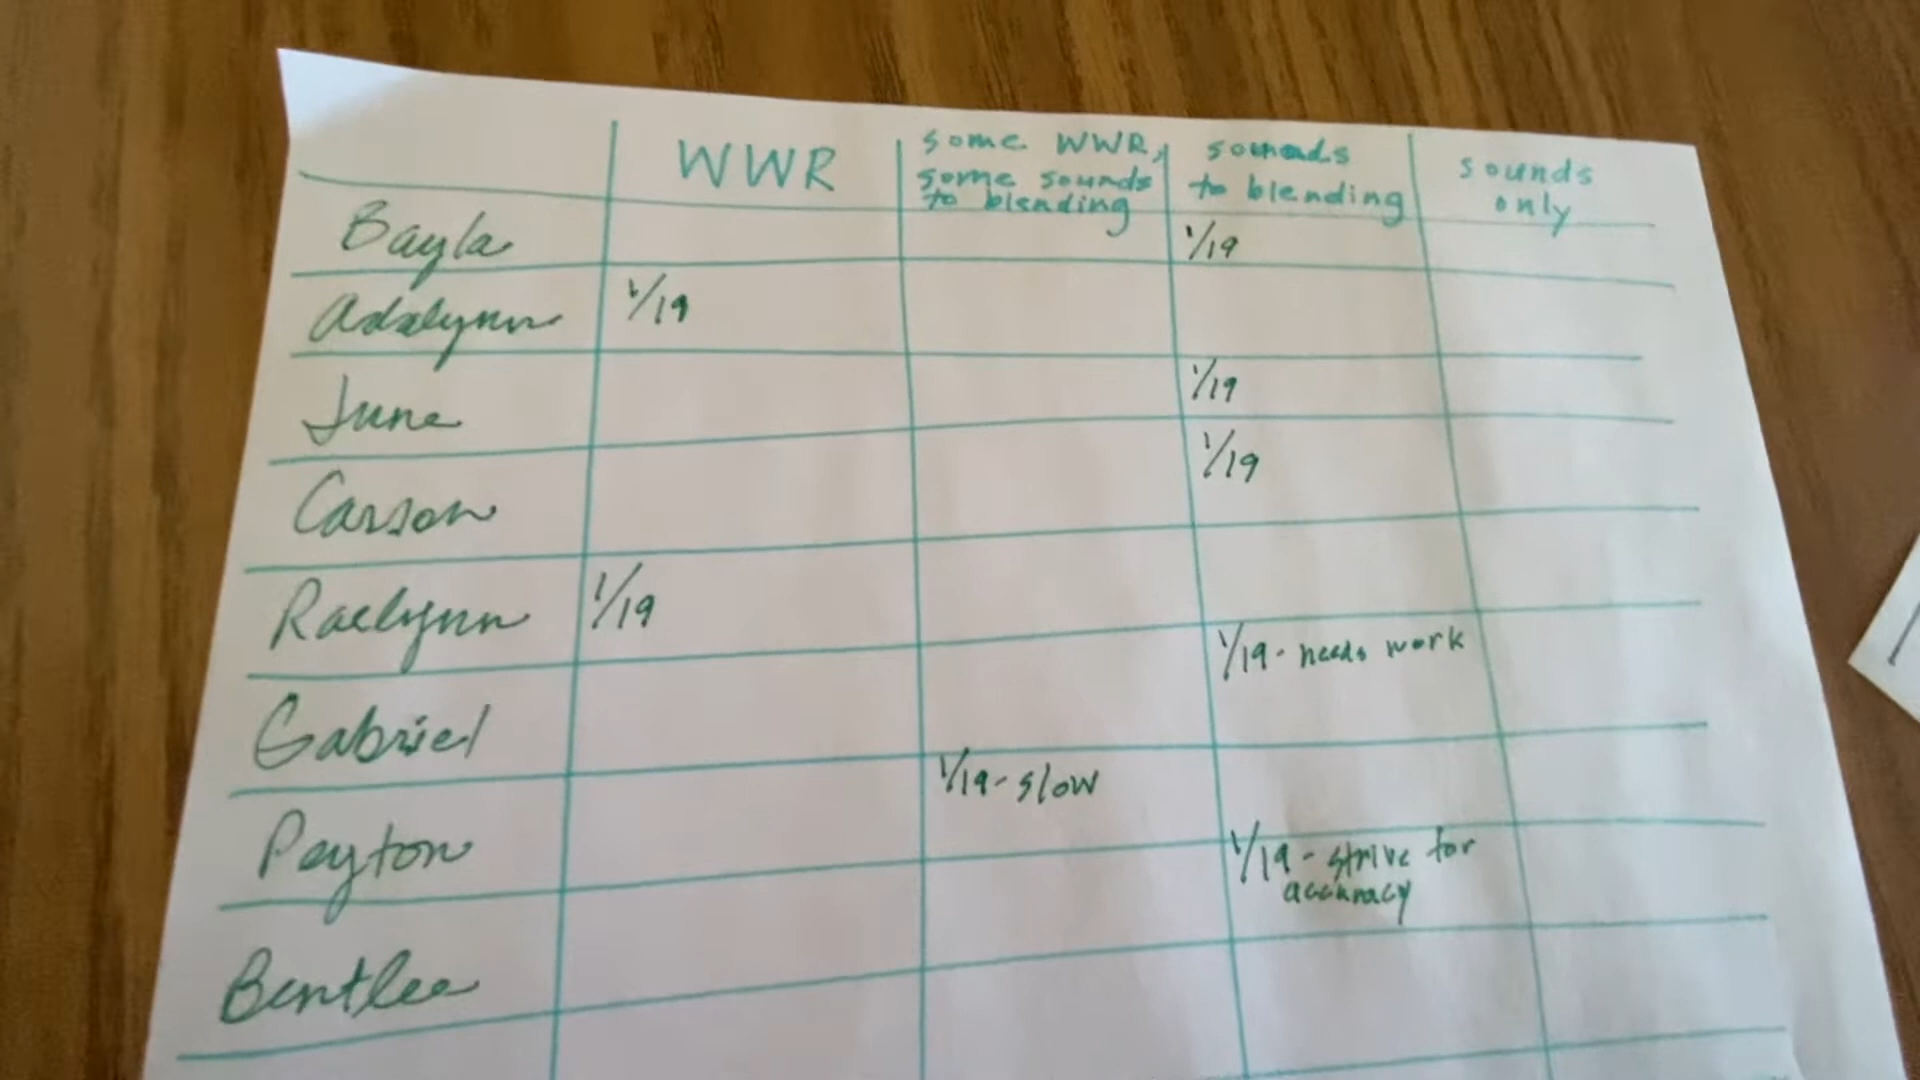 WWR
some WWR,
some sounds
to blending
sounds
to blending
sounds
only
Bayla 1/19
Adalynn 1/19
June 1/19
Carson 1/19
Raelynn 1/19
Gabriel 1/19 - needs work
Peyton 1/19 - slow
Bentlee 1/19 - strive for
accuracy